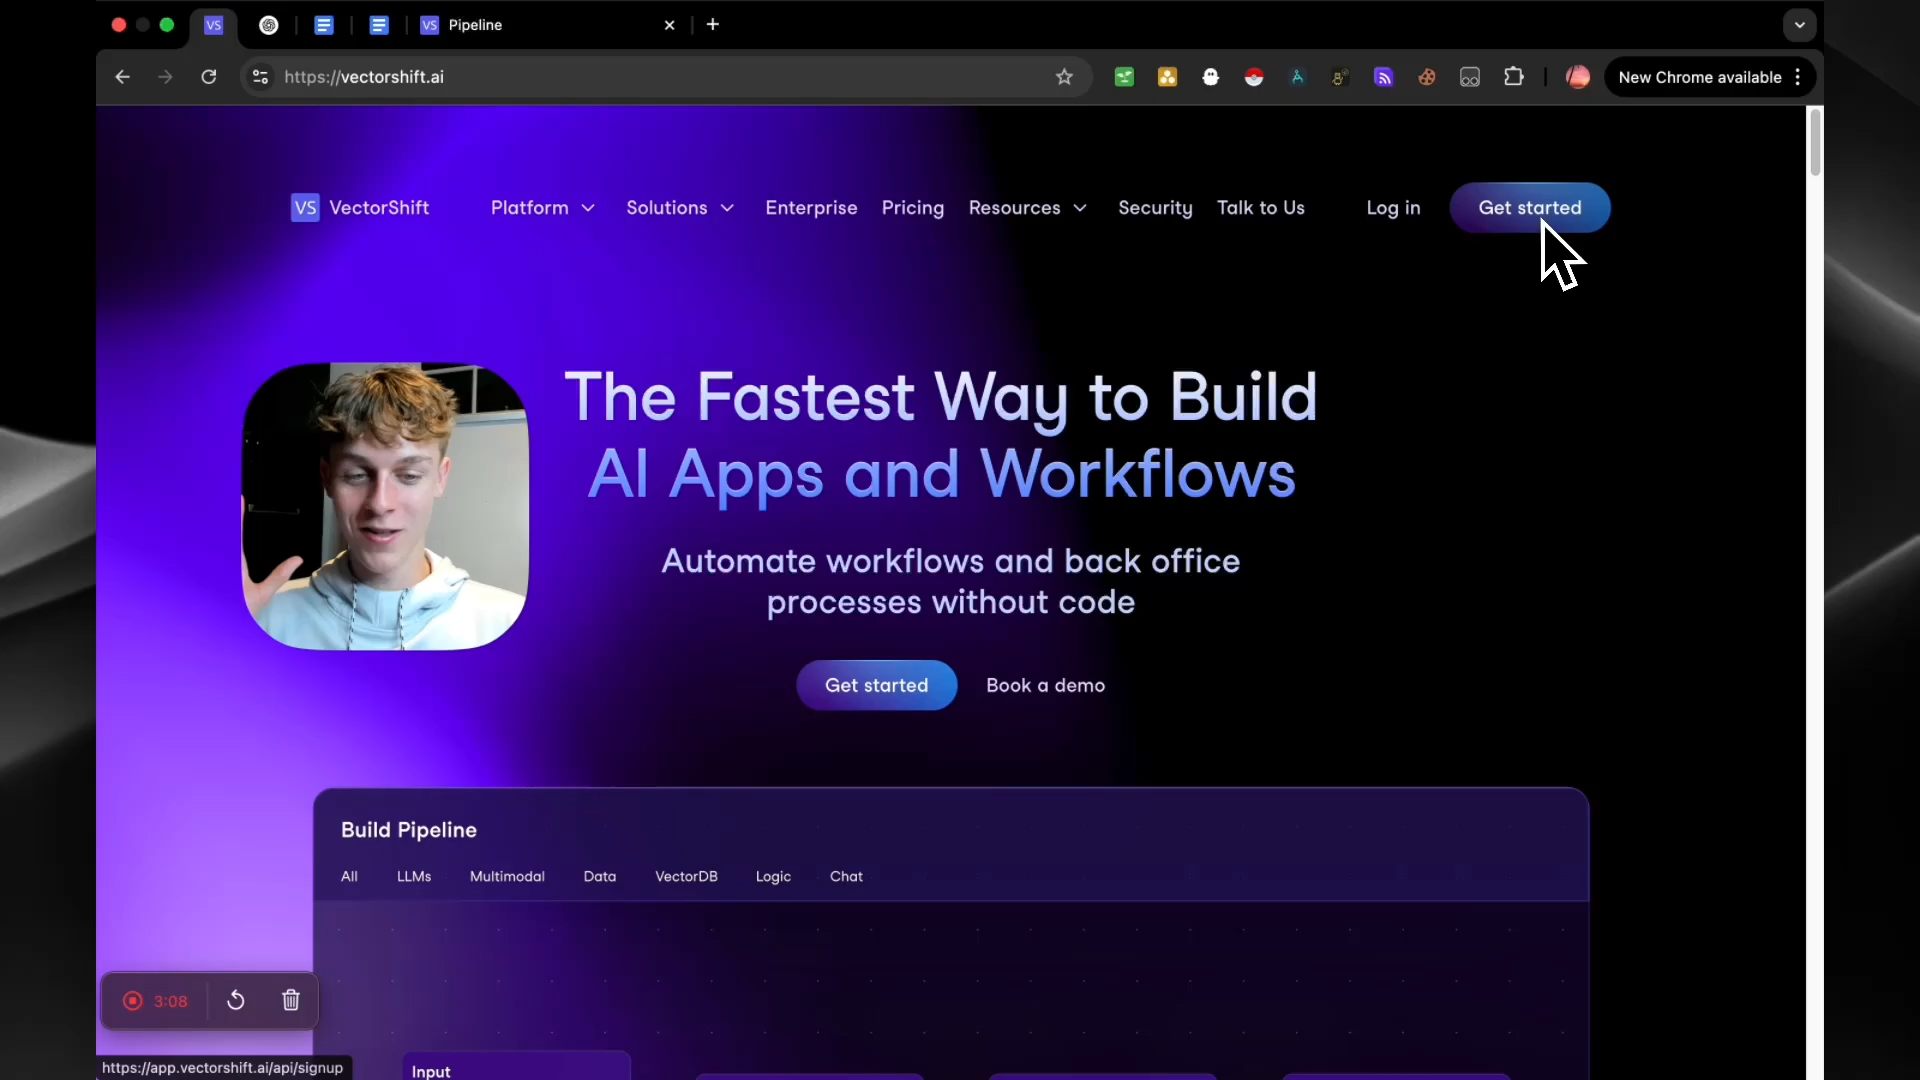 VS
VS Pipeline
https://vectorshift.ai
New Chrome available
VS VectorShift
Platform
Solutions
Enterprise
Pricing
Resources
Security
Talk to Us
Log in
Get started
The Fastest Way to Build
AI Apps and Workflows
Automate workflows and back office
processes without code
Get started
Book a demo
Build Pipeline
All
LLMs
Multimodal
Data
VectorDB
Logic
Chat
3:08
https://app.vectorshift.ai/api/signup
Input